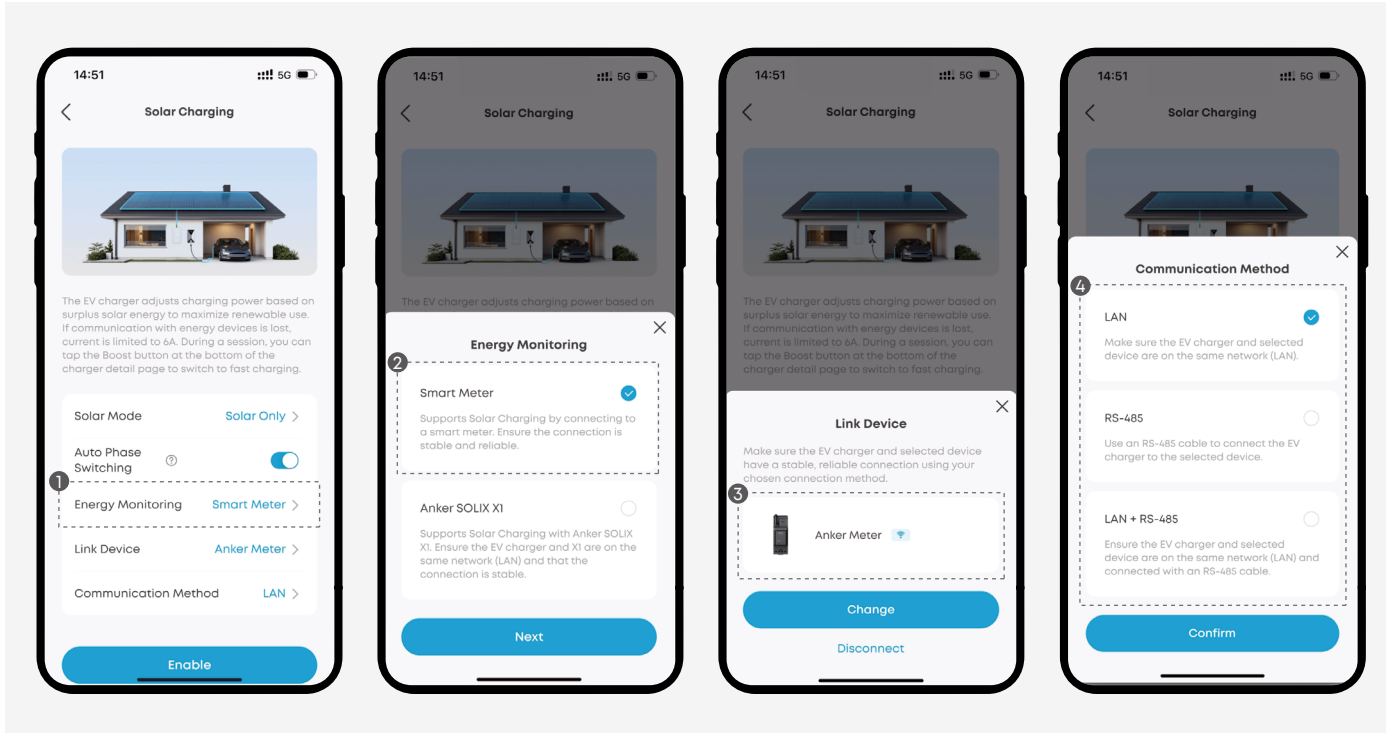 14:51 5G
Solar Charging
The EV charger adjusts charging power based on
surplus solar energy to maximize renewable use.
If communication with energy devices is lost,
current is limited to 6A. During a session, you can
tap the Boost button at the bottom of the
charger detail page to switch to fast charging.
Solar Mode Solar Only >
Auto Phase
Switching ?
1
Energy Monitoring Smart Meter >
Link Device Anker Meter >
Communication Method LAN >
Enable
14:51 5G
Solar Charging
The EV charger adjusts charging power based on
Energy Monitoring
2
Smart Meter
Supports Solar Charging by connecting to
a smart meter. Ensure the connection is
stable and reliable.
Anker SOLIX X1
Supports Solar Charging with Anker SOLIX
X1. Ensure the EV charger and X1 are on the
same network (LAN) and that the
connection is stable.
Next
14:51 5G
Solar Charging
The EV charger adjusts charging power based on
surplus solar energy to maximize renewable use.
If communication with energy devices is lost,
current is limited to 6A. During a session, you can
tap the Boost button at the bottom of the
charger detail page to switch to fast charging.
Link Device
Make sure the EV charger and selected device
have a stable, reliable connection using your
chosen connection method.
3
Anker Meter
Change
Disconnect
14:51 5G
Solar Charging
Communication Method
4
LAN
Make sure the EV charger and selected
device are on the same network (LAN).
RS-485
Use an RS-485 cable to connect the EV
charger to the selected device.
LAN + RS-485
Ensure the EV charger and selected
device are on the same network (LAN) and
connected with an RS-485 cable.
Confirm